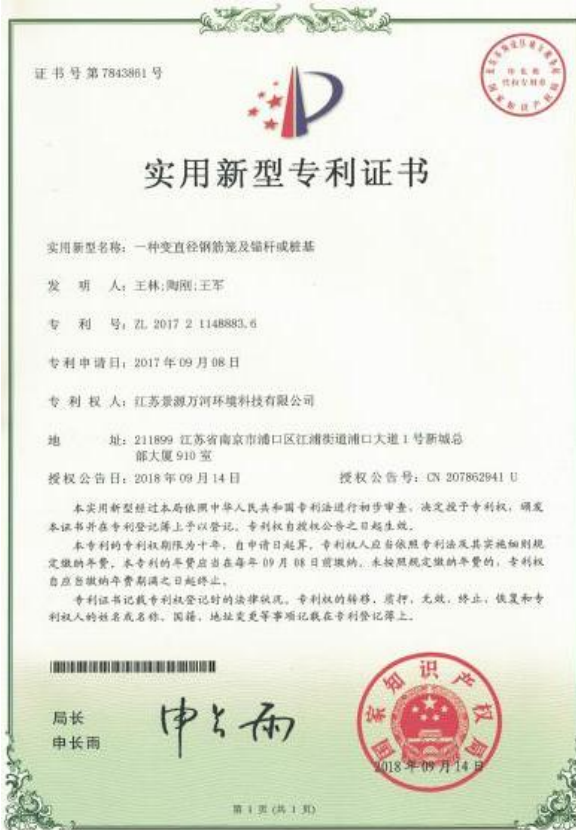 证书号第7843861号
实用新型专利证书
实用新型名称：一种变直径钢筋笼及锚杆或桩基
发 明 人：王林;陶刚;王军
专 利 号：ZL 2017 2 1148883.6
专利申请日：2017年09月08日
专 利 权 人：江苏景源万河环境科技有限公司
地 址：211899 江苏省南京市浦口区江浦街道浦口大道1号新城总
部大厦910室
授权公告日：2018年09月14日 授权公告号：CN 207862941 U
本实用新型经过本局依照中华人民共和国专利法进行初步审查，决定授予专利权，颁发
本证书并在专利登记簿上予以登记。专利权自授权公告之日起生效。
本专利的专利权期限为十年，自申请日起算。专利权人应当依照专利法及其实施细则规
定缴纳年费。本专利的年费应当在每年09月08日前缴纳。未按照规定缴纳年费的，专利权
自应当缴纳年费期满之日起终止。
专利证书记载专利权登记时的法律状况。专利权的转移、质押、无效、终止、恢复和专
利权人的姓名或名称、国籍、地址变更等事项记载在专利登记簿上。
局长
申长雨
申长雨
国家知识产权局
2018年09月14日
第1页(共1页)